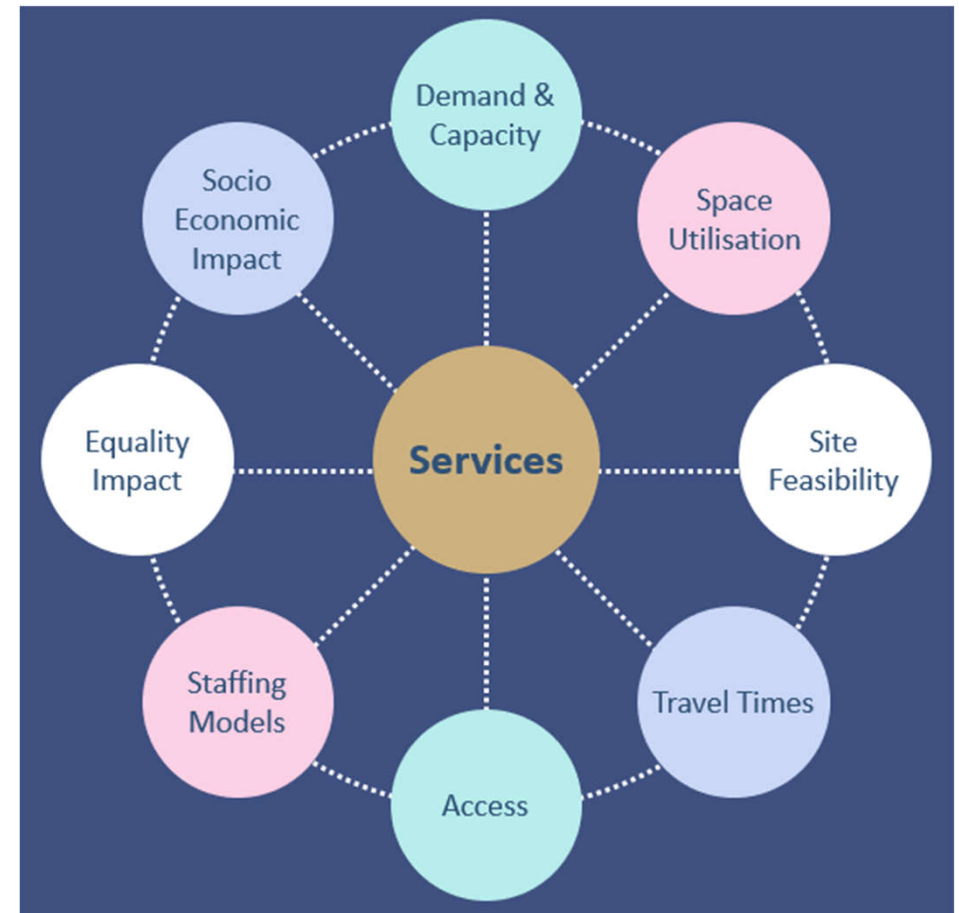 Demand &
Capacity
Space
Utilisation
Site
Feasibility
Travel Times
Access
Staffing
Models
Equality
Impact
Socio
Economic
Impact
Services